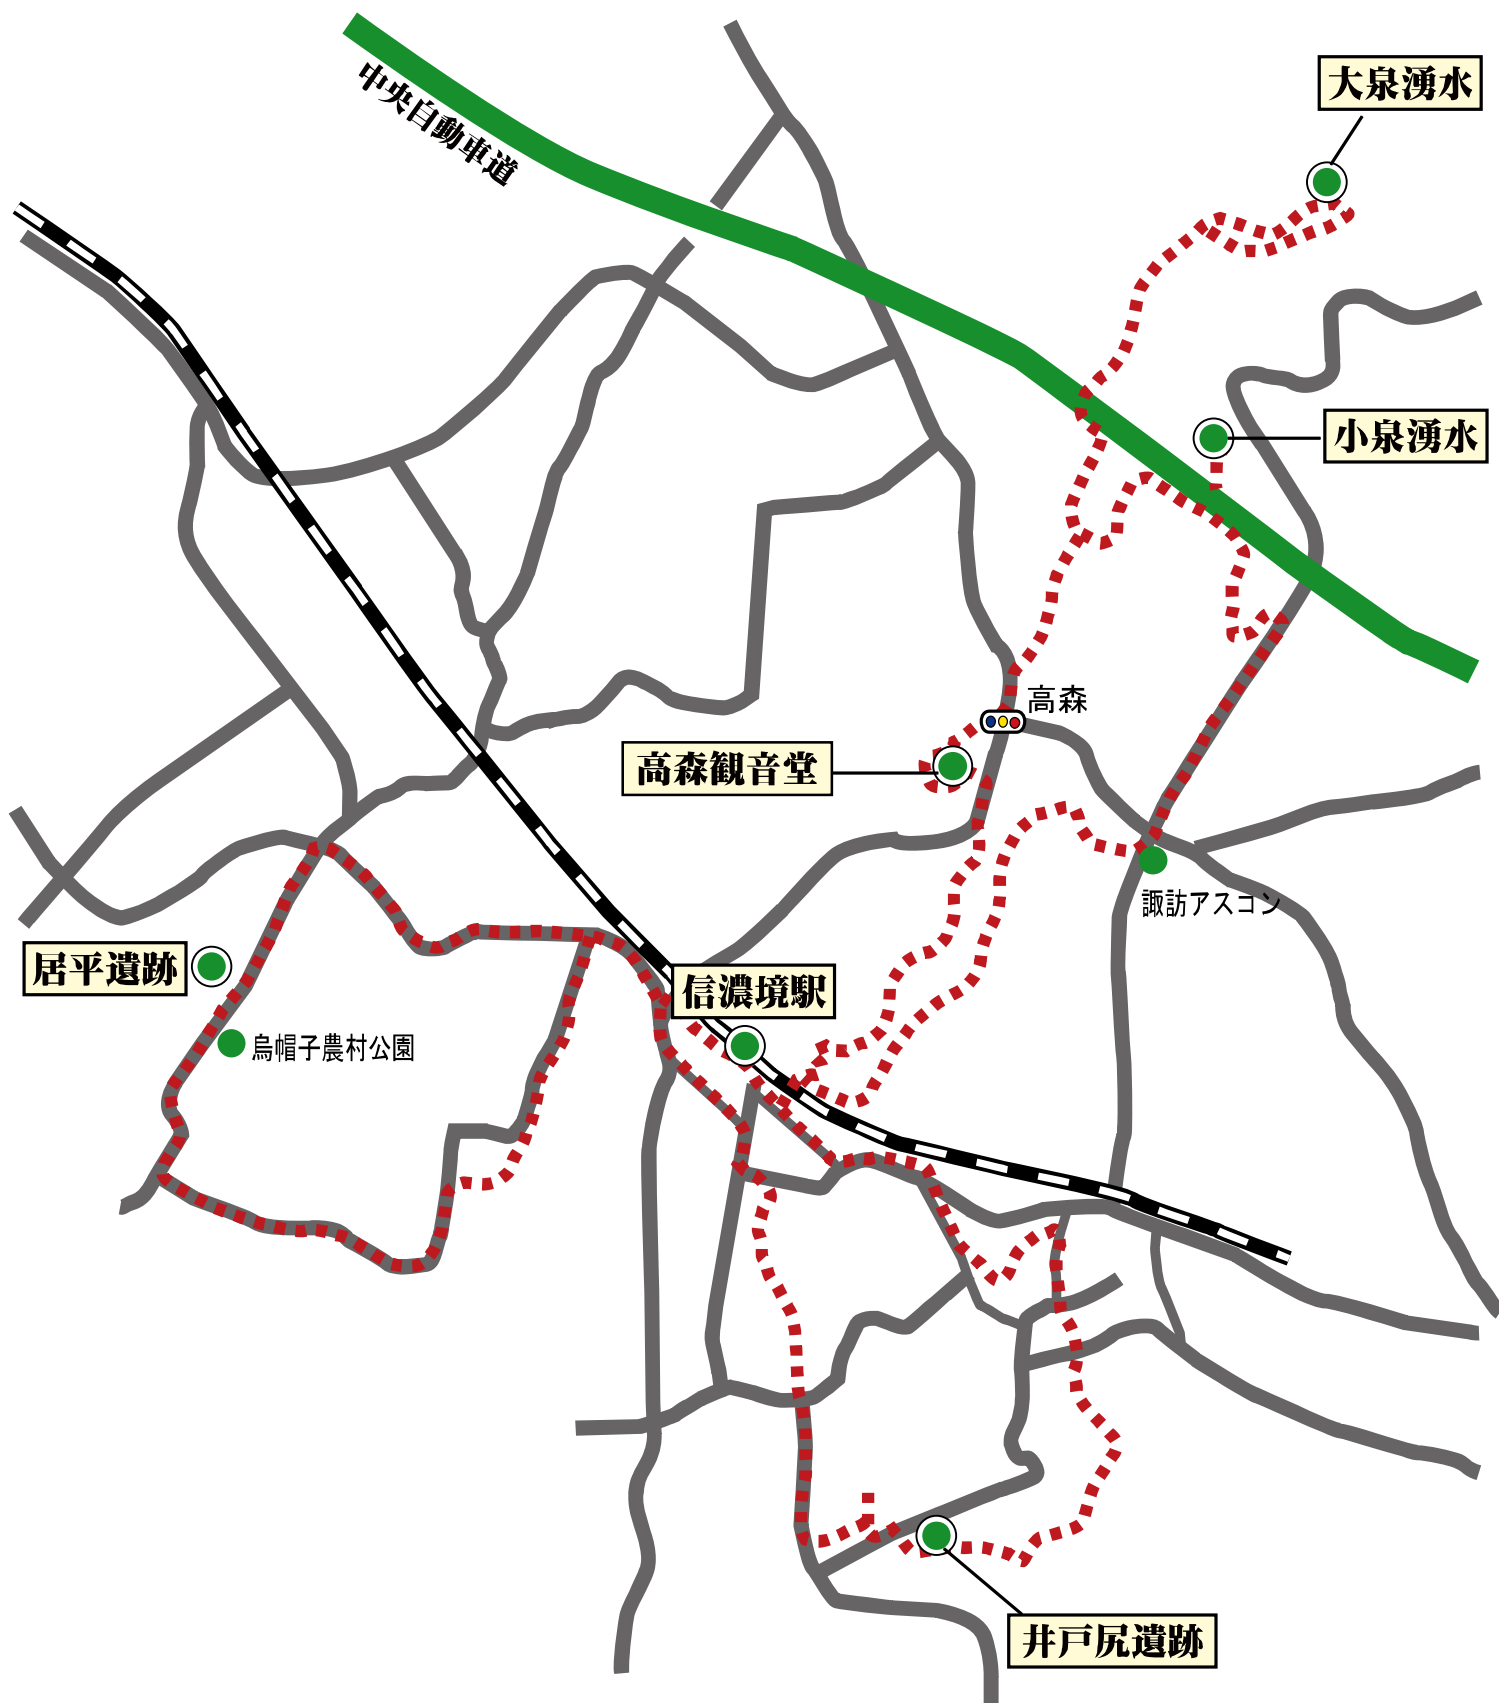 中央自動車道
大泉湧水
小泉湧水
高森
高森観音堂
諏訪アスコン
居平遺跡
信濃境駅
烏帽子農村公園
井戸尻遺跡